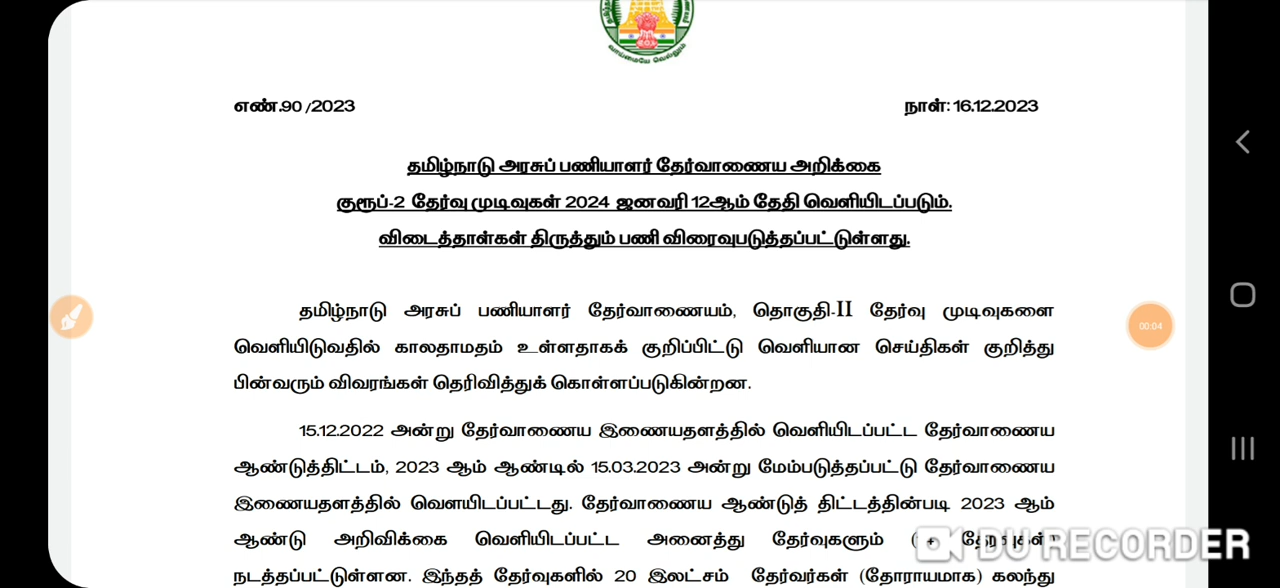 வாய்மையே வெல்லும்
எண்.90 /2023 நாள்: 16.12.2023
தமிழ்நாடு அரசுப் பணியாளர் தேர்வாணைய அறிக்கை
குரூப்-2 தேர்வு முடிவுகள் 2024 ஜனவரி 12ஆம் தேதி வெளியிடப்படும்.
விடைத்தாள்கள் திருத்தும் பணி விரைவுபடுத்தப்பட்டுள்ளது.
தமிழ்நாடு அரசுப் பணியாளர் தேர்வாணையம், தொகுதி-II தேர்வு முடிவுகளை
வெளியிடுவதில் காலதாமதம் உள்ளதாகக் குறிப்பிட்டு வெளியான செய்திகள் குறித்து
பின்வரும் விவரங்கள் தெரிவித்துக் கொள்ளப்படுகின்றன.
00:04
15.12.2022 அன்று தேர்வாணைய இணையதளத்தில் வெளியிடப்பட்ட தேர்வாணைய
ஆண்டுத்திட்டம், 2023 ஆம் ஆண்டில் 15.03.2023 அன்று மேம்படுத்தப்பட்டு தேர்வாணைய
இணையதளத்தில் வெளயிடப்பட்டது. தேர்வாணைய ஆண்டுத் திட்டத்தின்படி 2023 ஆம்
ஆண்டு அறிவிக்கை வெளியிடப்பட்ட அனைத்து தேர்வுகளும் தேர்வுகள்)
DU RECORDER
நடத்தப்பட்டுள்ளன. இந்தத் தேர்வுகளில் 20 இலட்சம் தேர்வர்கள் (தோராயமாக) கலந்து